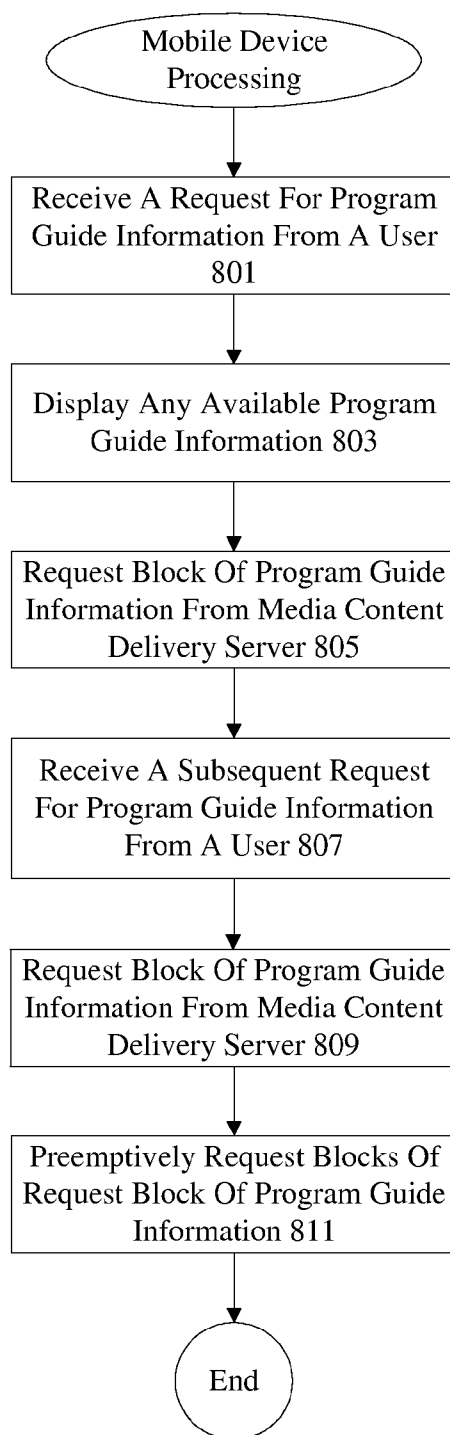 Mobile Device
Processing
Receive A Request For Program
Guide Information From A User
801
Display Any Available Program
Guide Information 803
Request Block Of Program Guide
Information From Media Content
Delivery Server 805
Receive A Subsequent Request
For Program Guide Information
From A User 807
Request Block Of Program Guide
Information From Media Content
Delivery Server 809
Preemptively Request Blocks Of
Request Block Of Program Guide
Information 811
End